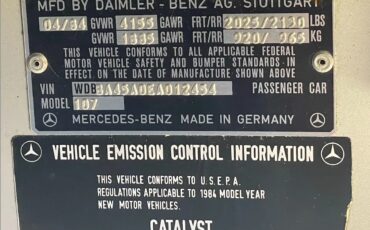 MFD BY DAIMLER - BENZ AG. STUTTGART
04/84 GVWR 4155 GAWR FRT/RR 2025/2130 LBS
GVWR 1885 GAWR FRT/RR 920/ 965 KG
THIS VEHICLE CONFORMS TO ALL APPLICABLE FEDERAL
MOTOR VEHICLE SAFETY AND BUMPER STANDARDS IN
EFFECT ON THE DATE OF MANUFACTURE SHOWN ABOVE
VIN WDBBA45A0EA012454 PASSENGER CAR
MODEL 107
MERCEDES-BENZ MADE IN GERMANY
VEHICLE EMISSION CONTROL INFORMATION
THIS VEHICLE CONFORMS TO U.S.E.P.A.
REGULATIONS APPLICABLE TO 1984 MODEL YEAR
NEW MOTOR VEHICLES.
CATALYST